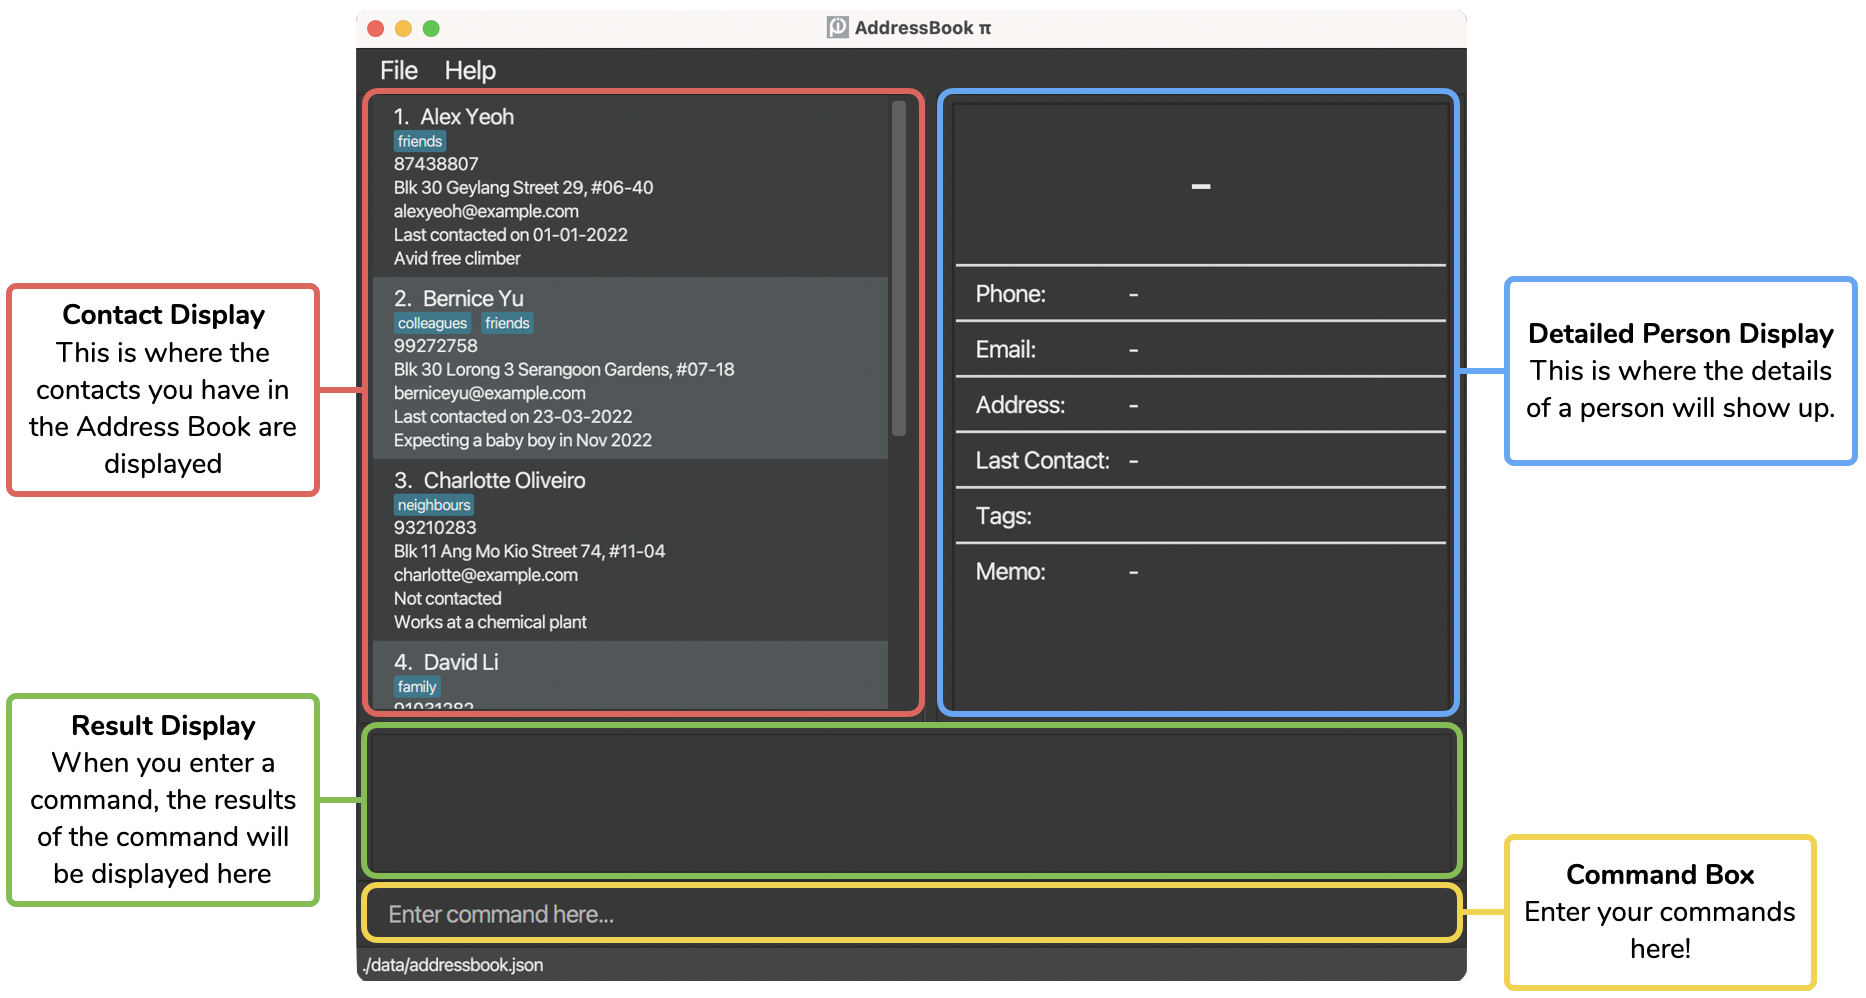 AddressBook π
File Help
1. Alex Yeoh
friends
87438807
Blk 30 Geylang Street 29, #06-40
alexyeoh@example.com
Last contacted on 01-01-2022
Avid free climber
2. Bernice Yu
colleagues friends
99272758
Blk 30 Lorong 3 Serangoon Gardens, #07-18
berniceyu@example.com
Last contacted on 23-03-2022
Expecting a baby boy in Nov 2022
3. Charlotte Oliveiro
neighbours
93210283
Blk 11 Ang Mo Kio Street 74, #11-04
charlotte@example.com
Not contacted
Works at a chemical plant
4. David Li
family
91031282
–
Phone: -
Email: -
Address: -
Last Contact: -
Tags:
Memo: -
Enter command here...
./data/addressbook.json
Contact Display
This is where the
contacts you have in
the Address Book are
displayed
Result Display
When you enter a
command, the results
of the command will
be displayed here
Detailed Person Display
This is where the details
of a person will show up.
Command Box
Enter your commands
here!